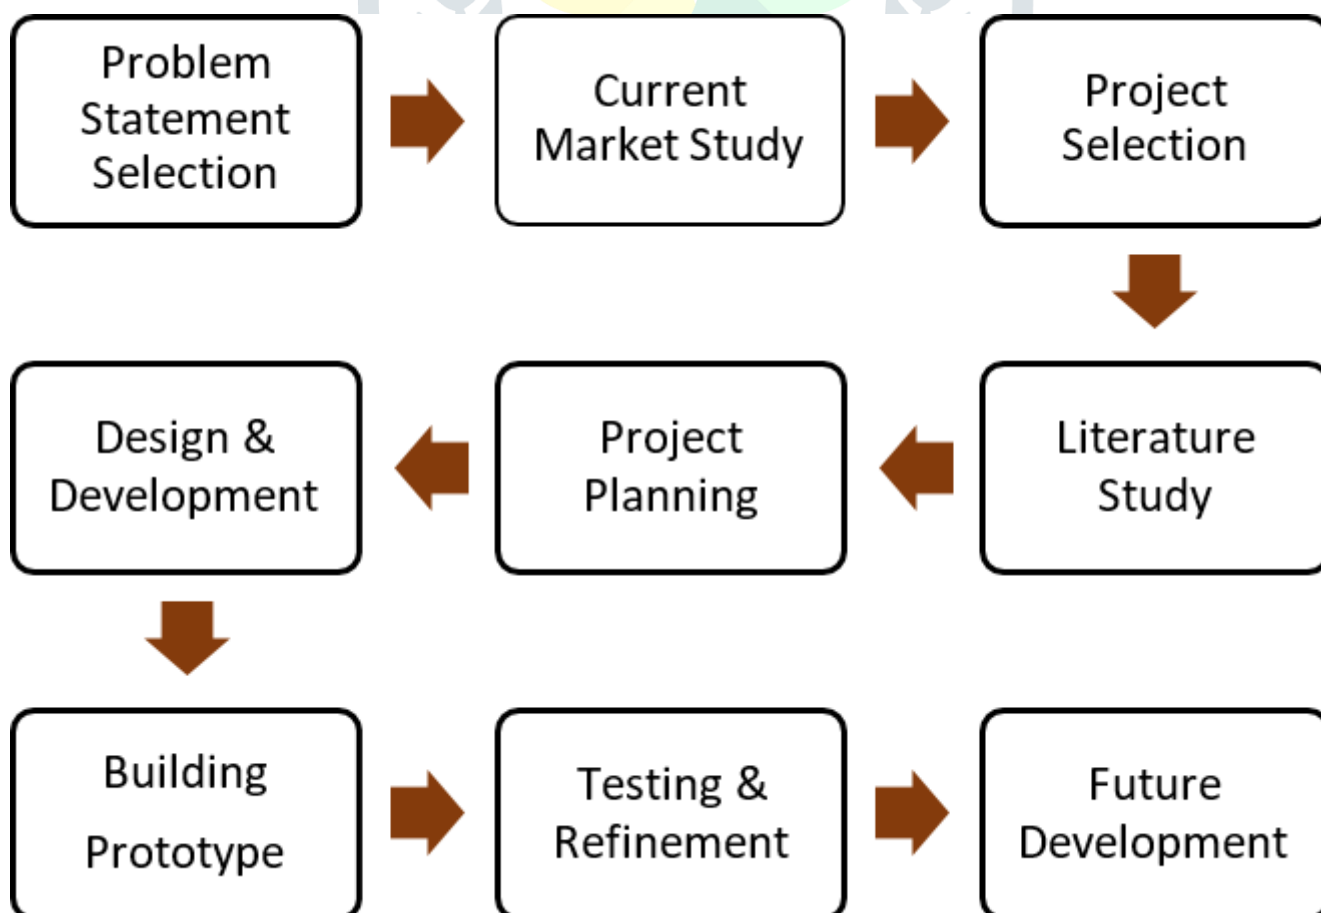 Problem
Statement
Selection
Current
Market Study
Project
Selection
Literature
Study
Project
Planning
Design &
Development
Building
Prototype
Testing &
Refinement
Future
Development